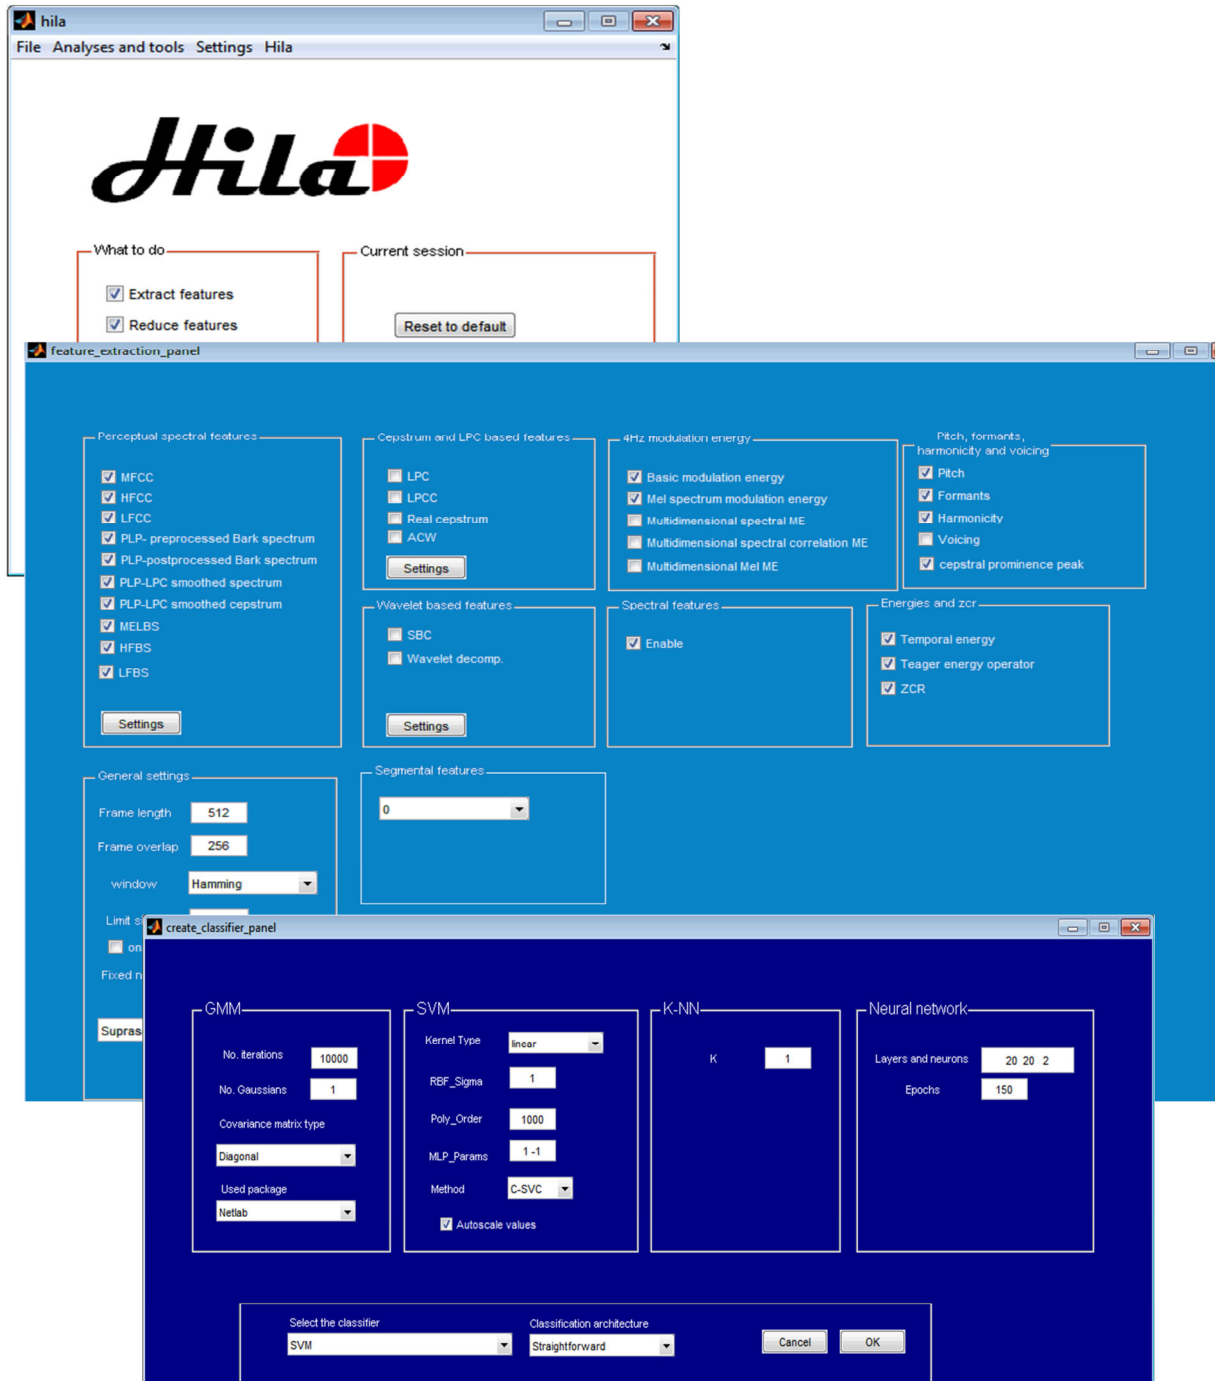 hila
File Analyses and tools Settings Hila
Hila
What to do
Extract features
Reduce features
Current session
Reset to default
feature_extraction_panel
Perceptual spectral features
MFCC
HFCC
LFCC
PLP- preprocessed Bark spectrum
PLP-postprocessed Bark spectrum
PLP-LPC smoothed spectrum
PLP-LPC smoothed cepstrum
MELBS
HFBS
LFBS
Settings
Cepstrum and LPC based features
LPC
LPCC
Real cepstrum
ACW
Settings
4Hz modulation energy
Basic modulation energy
Mel spectrum modulation energy
Multidimensional spectral ME
Multidimensional spectral correlation ME
Multidimensional Mel ME
Pitch, formants,
harmonicity and voicing
Pitch
Formants
Harmonicity
Voicing
cepstral prominence peak
Wavelet based features
SBC
Wavelet decomp.
Settings
Spectral features
Enable
Energies and zcr
Temporal energy
Teager energy operator
ZCR
General settings
Frame length 512
Frame overlap 256
window Hamming
Limit s
on
Fixed n
Supras
Segmental features
0
create_classifier_panel
GMM
No. iterations 10000
No. Gaussians 1
Covariance matrix type
Diagonal
Used package
Netlab
SVM
Kernel Type linear
RBF_Sigma 1
Poly_Order 1000
MLP_Params 1 -1
Method C-SVC
Autoscale values
K-NN
K 1
Neural network
Layers and neurons 20 20 2
Epochs 150
Select the classifier
SVM
Classification architecture
Straightforward
Cancel
OK